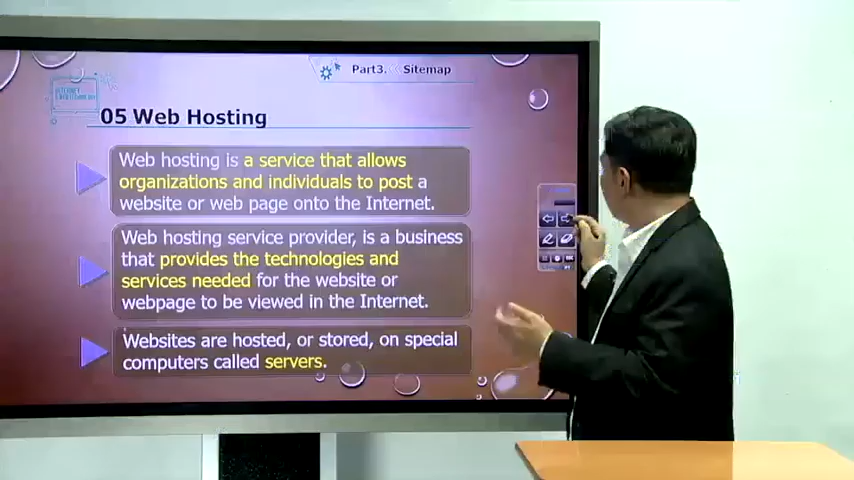 Part3. Sitemap
INTERNET
05 Web Hosting
Web hosting is a service that allows
organizations and individuals to post a
website or web page onto the Internet.
Web hosting service provider, is a business
that provides the technologies and
services needed for the website or
webpage to be viewed in the Internet.
Websites are hosted, or stored, on special
computers called servers.